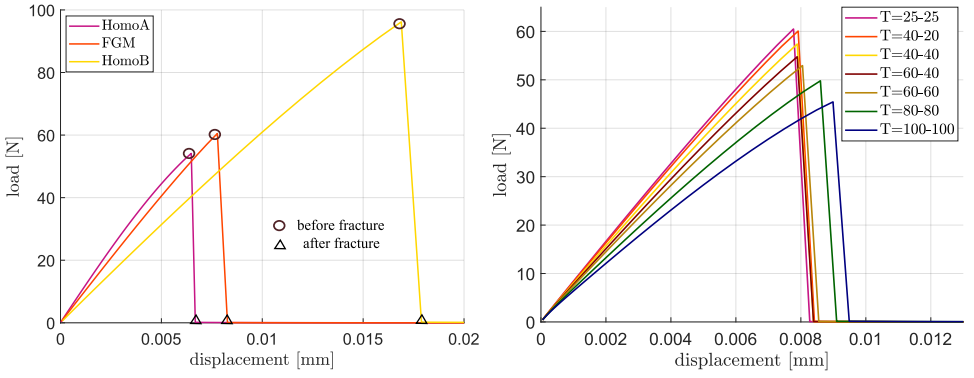 100
80
60
40
20
0
load [N]
HomoA
FGM
HomoB
before fracture
after fracture
0
0.005
0.01
0.015
0.02
displacement [mm]
60
50
40
30
20
10
0
load [N]
T=25-25
T=40-20
T=40-40
T=60-40
T=60-60
T=80-80
T=100-100
0
0.002
0.004
0.006
0.008
0.01
0.012
displacement [mm]